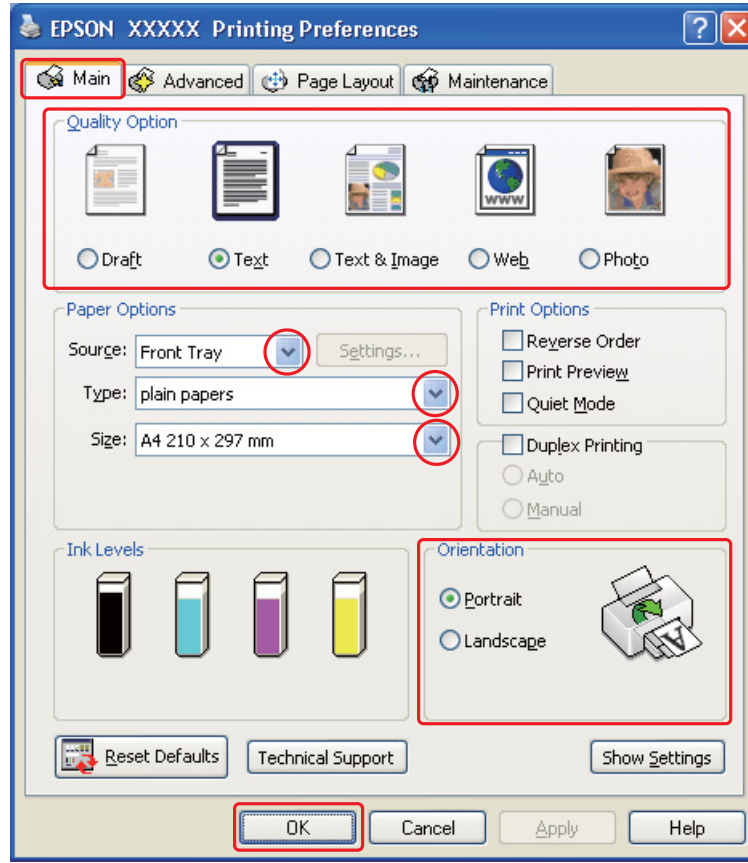 EPSON XXXXX Printing Preferences
Main
Advanced
Page Layout
Maintenance
Quality Option
WWW
Draft
Text
Text & Image
Web
Photo
Paper Options
Source: Front Tray
Settings...
Type: plain papers
Size: A4 210 x 297 mm
Print Options
Reverse Order
Print Preview
Quiet Mode
Duplex Printing
Auto
Manual
Ink Levels
Orientation
Portrait
Landscape
A
Reset Defaults
Technical Support
Show Settings
OK
Cancel
Apply
Help